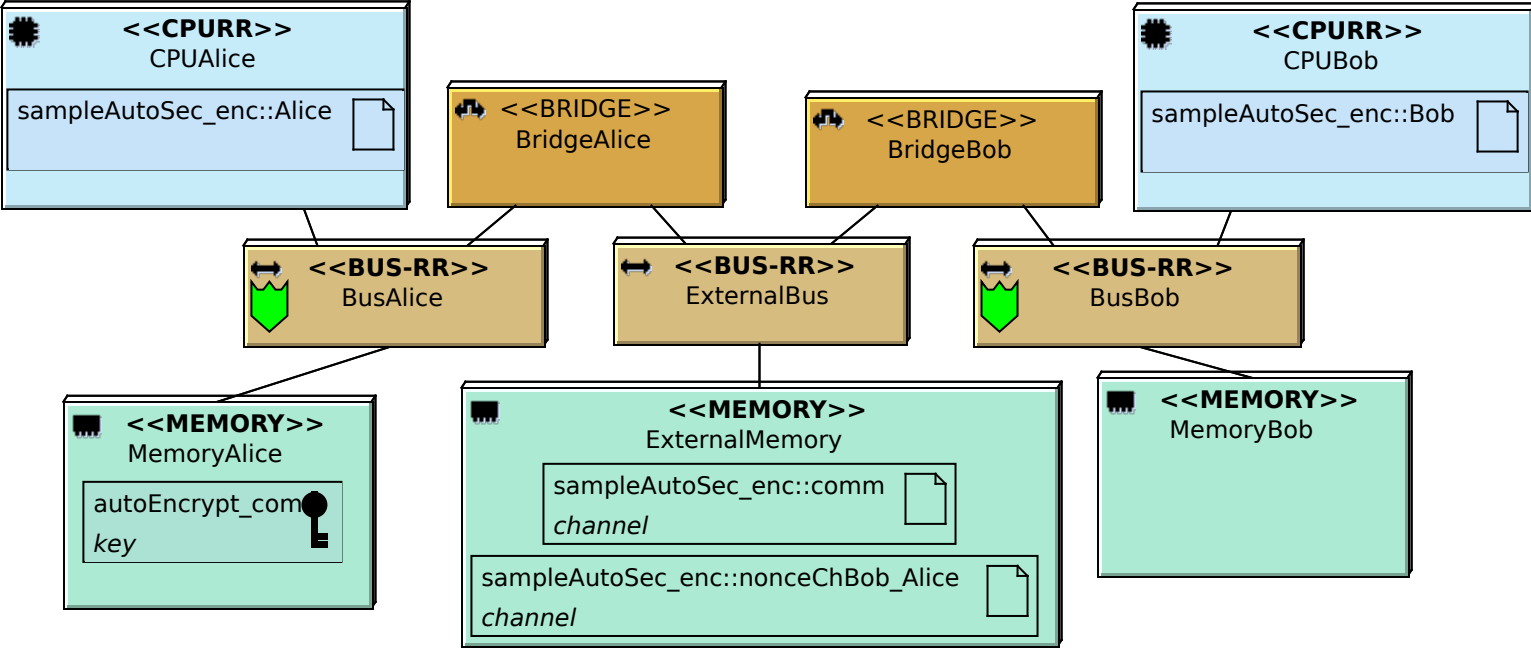 <<CPURR>>
CPUAlice
sampleAutoSec_enc::Alice
<<BRIDGE>>
BridgeAlice
<<BRIDGE>>
BridgeBob
<<CPURR>>
CPUBob
sampleAutoSec_enc::Bob
<<BUS-RR>>
BusAlice
<<BUS-RR>>
ExternalBus
<<BUS-RR>>
BusBob
<<MEMORY>>
MemoryAlice
autoEncrypt_com
key
<<MEMORY>>
ExternalMemory
sampleAutoSec_enc::comm
channel
sampleAutoSec_enc::nonceChBob_Alice
channel
<<MEMORY>>
MemoryBob